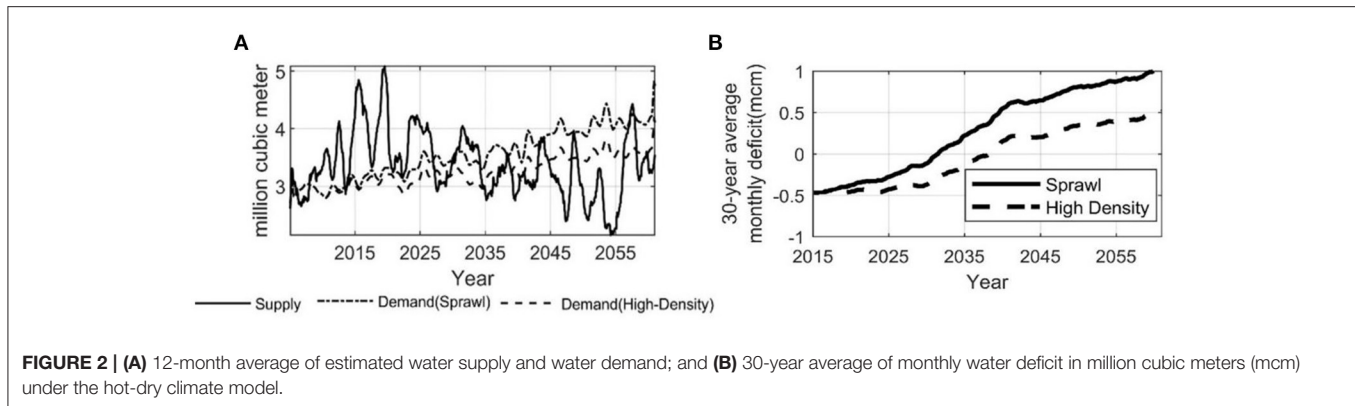 A
B
million cubic meter
5
4
3
2015 2025 2035 2045 2055
Year
Supply Demand(Sprawl) Demand(High-Density)
30-year average
monthly deficit(mcm)
1
0.5
0
-0.5
-1
Sprawl
High Density
2015 2025 2035 2045 2055
Year
FIGURE 2 | (A) 12-month average of estimated water supply and water demand; and (B) 30-year average of monthly water deficit in million cubic meters (mcm)
under the hot-dry climate model.